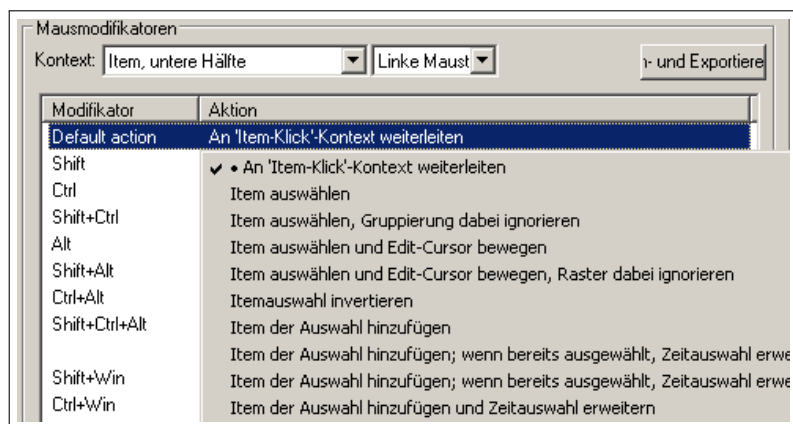 Mausmodifikatoren
Kontext: Item, untere Hälfte Linke Maust - und Exportiere
Modifikator Aktion
Default action An 'Item-Klick'-Kontext weiterleiten
Shift ✔ • An 'Item-Klick'-Kontext weiterleiten
Ctrl Item auswählen
Shift+Ctrl Item auswählen, Gruppierung dabei ignorieren
Alt Item auswählen und Edit-Cursor bewegen
Shift+Alt Item auswählen und Edit-Cursor bewegen, Raster dabei ignorieren
Ctrl+Alt Itemauswahl invertieren
Shift+Ctrl+Alt Item der Auswahl hinzufügen
Item der Auswahl hinzufügen; wenn bereits ausgewählt, Zeitauswahl erwe
Shift+Win Item der Auswahl hinzufügen; wenn bereits ausgewählt, Zeitauswahl erwe
Ctrl+Win Item der Auswahl hinzufügen und Zeitauswahl erweitern